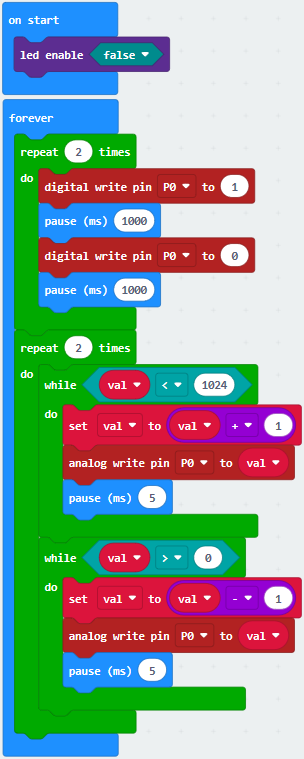 on start
led enable false
forever
repeat 2 times
do
digital write pin P0 to 1
pause (ms) 1000
digital write pin P0 to 0
pause (ms) 1000
repeat 2 times
do
while val < 1024
do
set val to val + 1
analog write pin P0 to val
pause (ms) 5
while val > 0
do
set val to val - 1
analog write pin P0 to val
pause (ms) 5